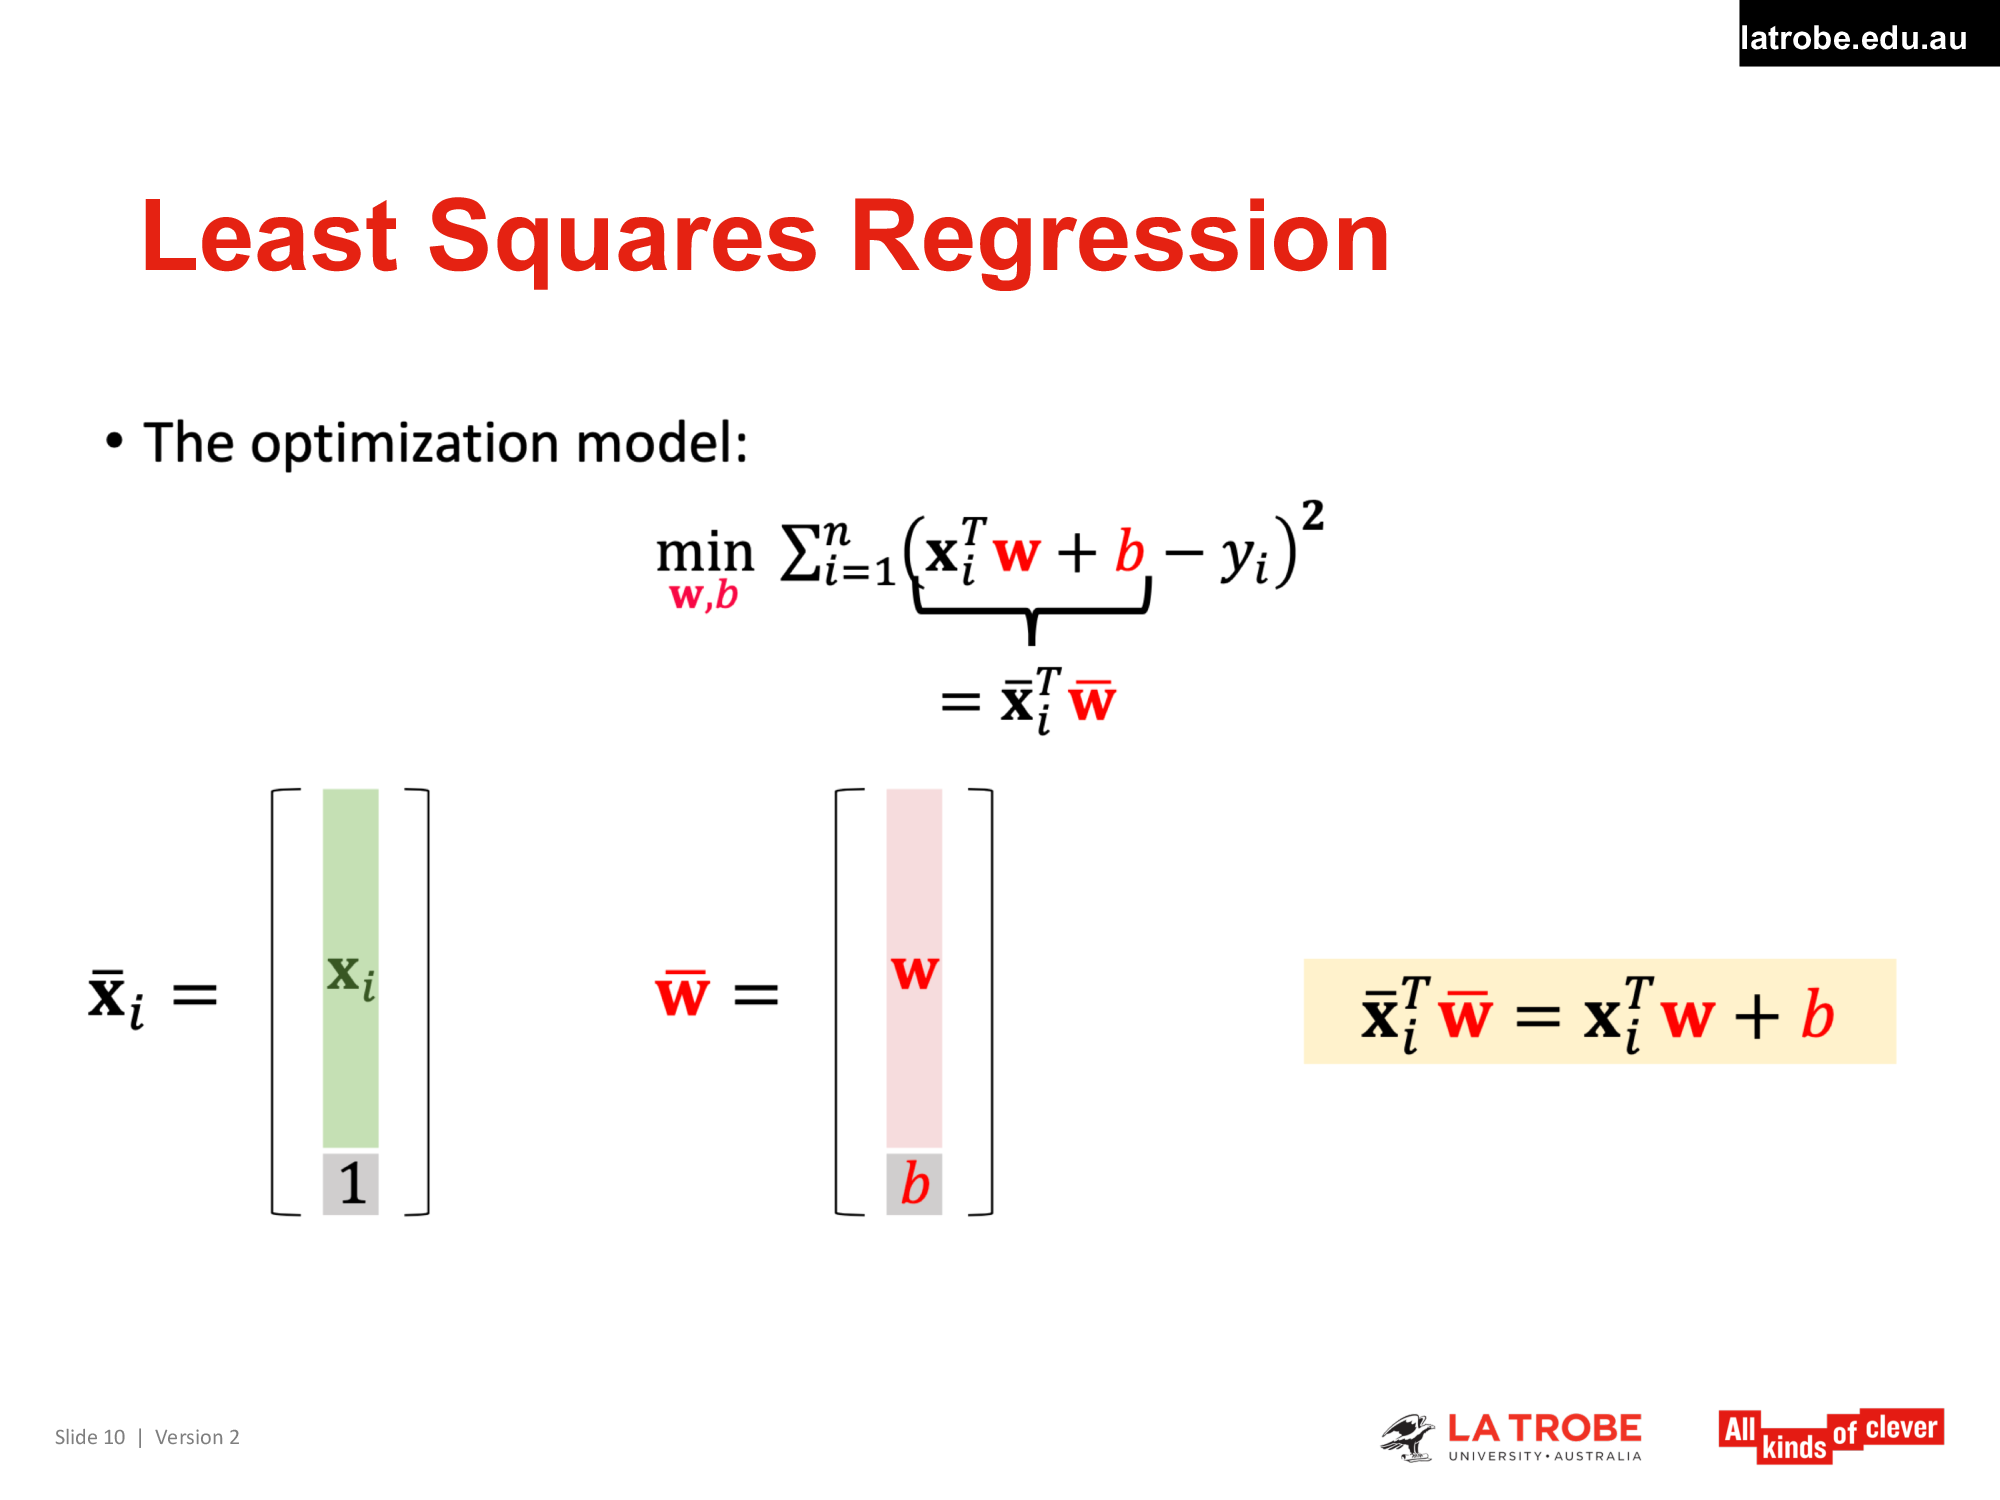 latrobe.edu.au
Least Squares Regression
• The optimization model:
min_{w,b} ∑_{i=1}^{n} (x_i^T w + b − y_i)^2
= x̄_i^T w̄
x̄_i = [ x_i 1 ]
w̄ = [ w b ]
x̄_i^T w̄ = x_i^T w + b
Slide 10 | Version 2
LA TROBE
UNIVERSITY • AUSTRALIA
All kinds of clever